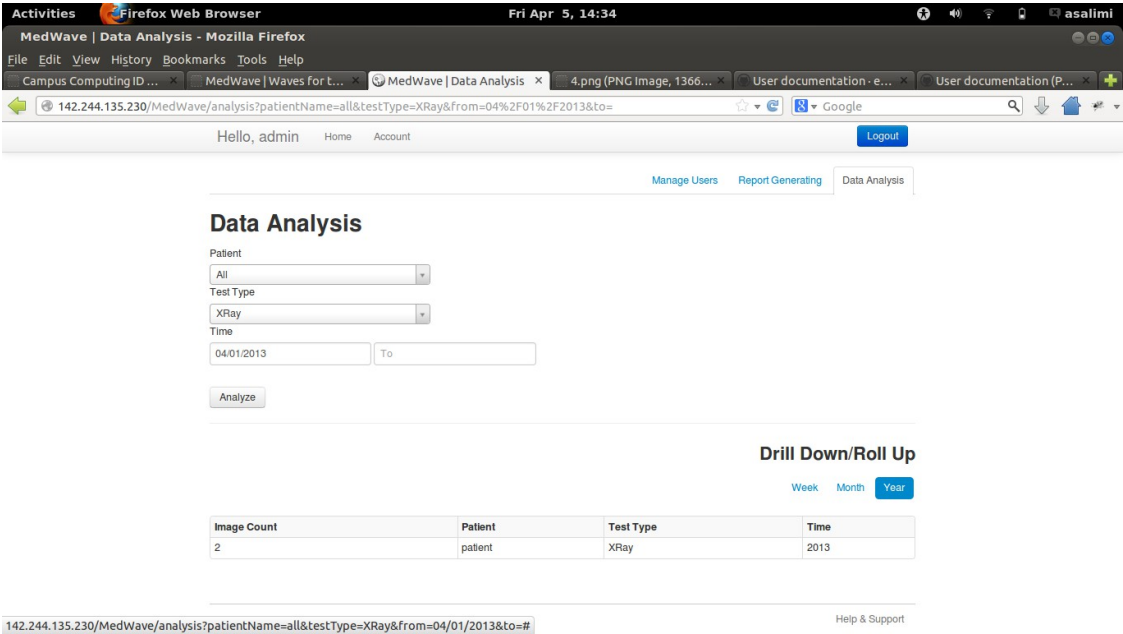 Activities Firefox Web Browser Fri Apr 5, 14:34 asalimi
MedWave | Data Analysis - Mozilla Firefox
File Edit View History Bookmarks Tools Help
Campus Computing ID ... × MedWave | Waves for t... × MedWave | Data Analysis × 4.png (PNG Image, 1366... × User documentation - e... × User documentation (P... ×
142.244.135.230/MedWave/analysis?patientName=all&testType=XRay&from=04%2F01%2F2013&to= Google
Hello, admin Home Account Logout
Manage Users Report Generating Data Analysis
Data Analysis
Patient
All
Test Type
XRay
Time
04/01/2013 To
Analyze
Drill Down/Roll Up
Week Month Year
Image Count Patient Test Type Time
2 patient XRay 2013
Help & Support
142.244.135.230/MedWave/analysis?patientName=all&testType=XRay&from=04/01/2013&to=#